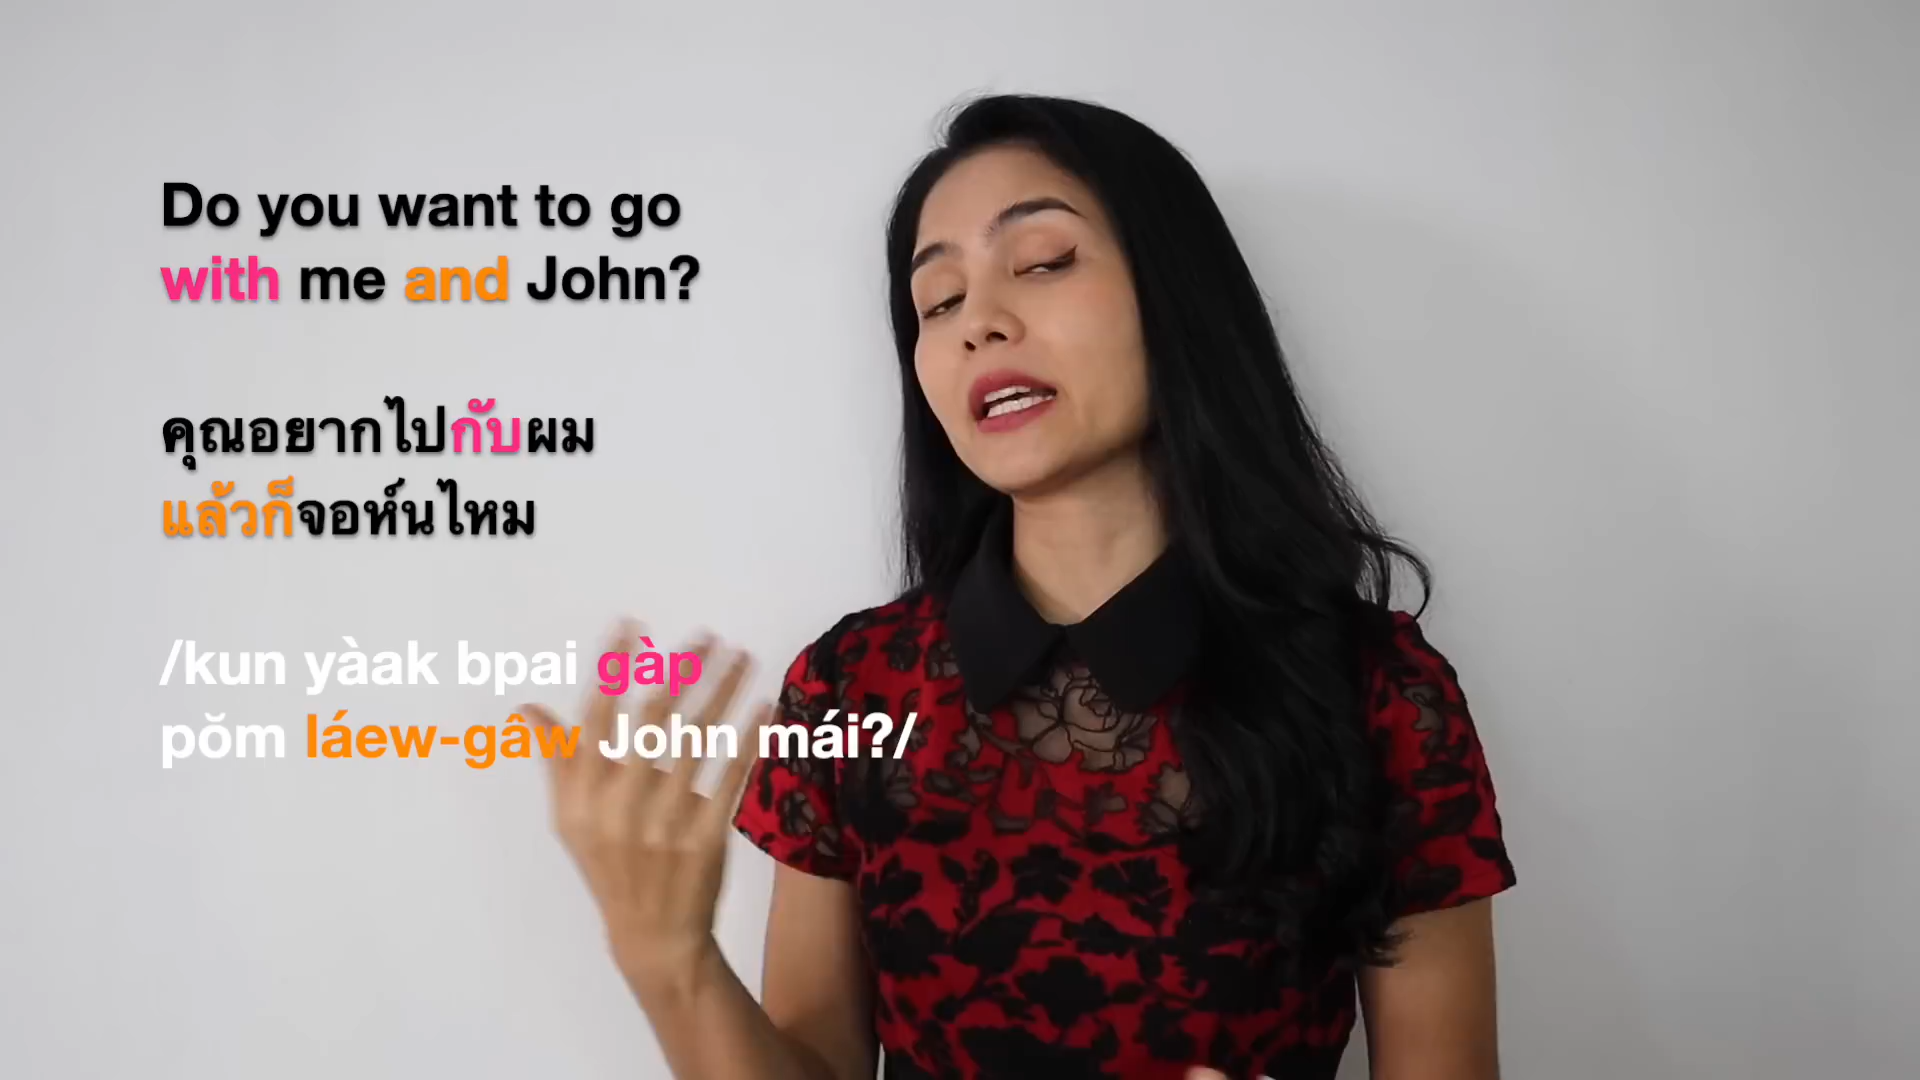 Do you want to go
with me and John?
คุณอยากไปกับผม
แล้วก็จอห์นไหม
/kun yàak bpai gàp
pŏm láew-gâw John mái?/